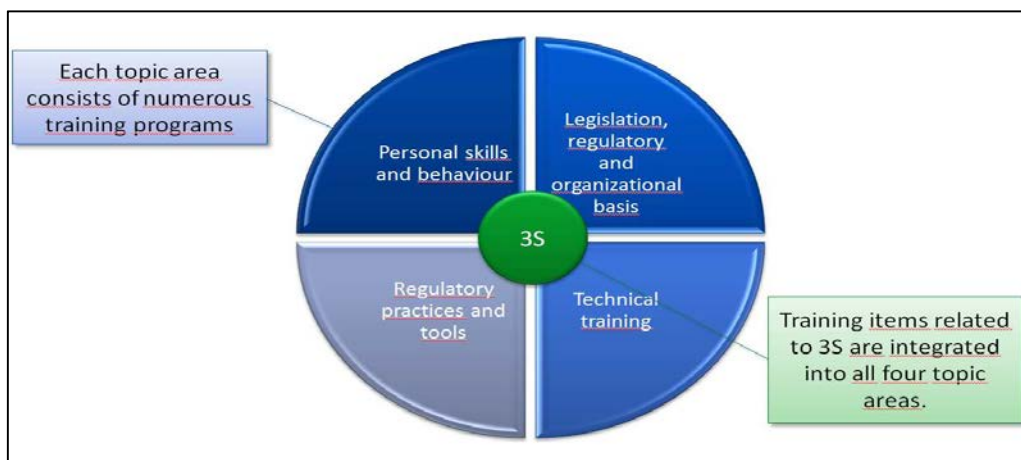 Each topic area
consists of numerous
training programs
Personal skills
and behaviour
Legislation,
regulatory
and
organizational
basis
3S
Regulatory
practices and
tools
Technical
training
Training items related
to 3S are integrated
into all four topic
areas.